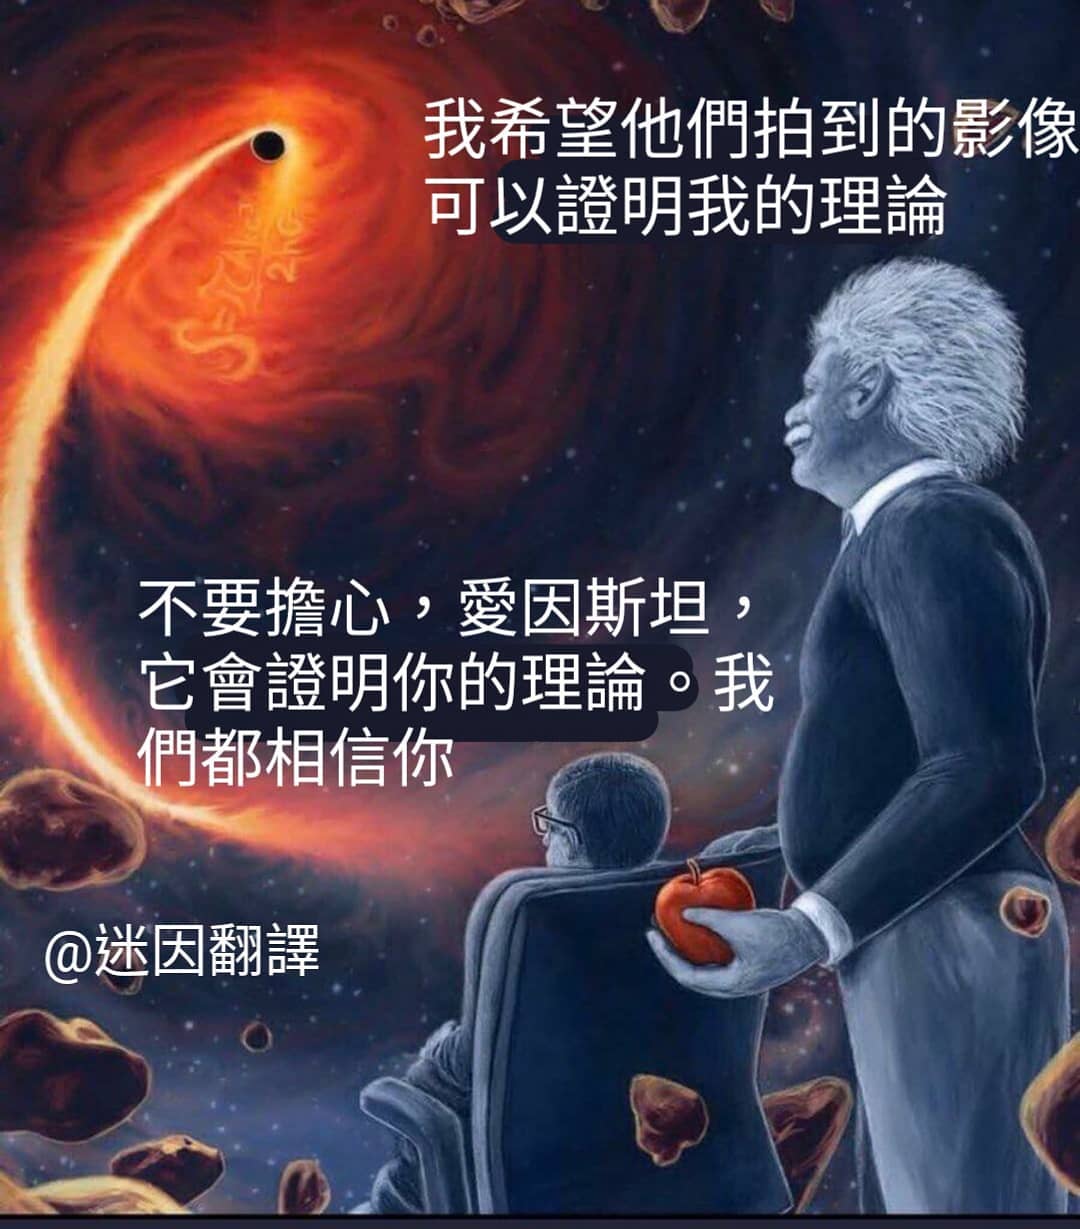 我希望他們拍到的影像
可以證明我的理論
不要擔心，愛因斯坦，
它會證明你的理論。我
們都相信你
@迷因翻譯